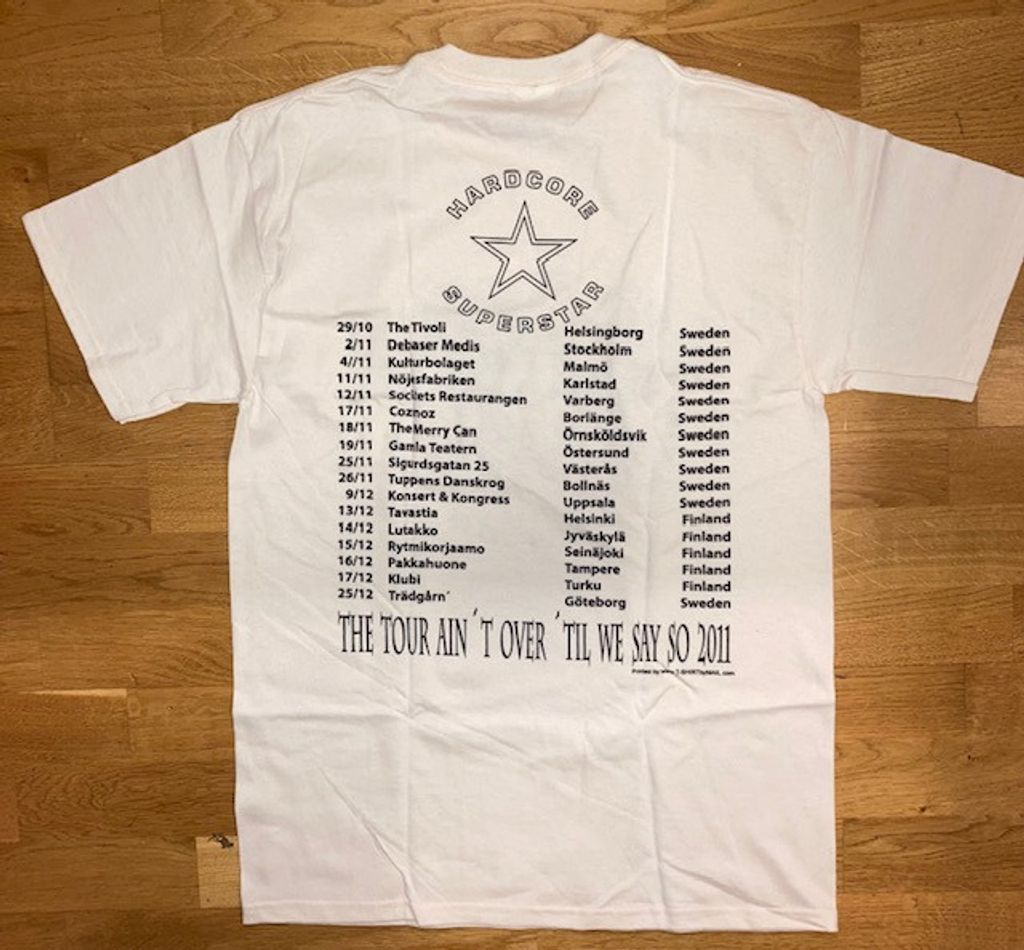 HARDCORE
SUPERSTAR
29/10 The Tivoli Helsingborg Sweden
2/11 Debaser Medis Stockholm Sweden
4//11 Kulturbolaget Malmö Sweden
11/11 Nöjesfabriken Karlstad Sweden
12/11 Societs Restaurangen Varberg Sweden
17/11 Coznoz Borlänge Sweden
18/11 The Merry Can Örnsköldsvik Sweden
19/11 Gamla Teatern Östersund Sweden
25/11 Sigurdsgatan 25 Västerås Sweden
26/11 Tuppens Danskrog Bollnäs Sweden
9/12 Konsert & Kongress Uppsala Sweden
13/12 Tavastia Helsinki Finland
14/12 Lutakko Jyväskylä Finland
15/12 Rytmikorjaamo Seinäjoki Finland
16/12 Pakkahuone Tampere Finland
17/12 Klubi Turku Finland
25/12 Trädgårn´ Göteborg Sweden
THE TOUR AIN´T OVER ´TIL WE SAY SO 2011
Printed by